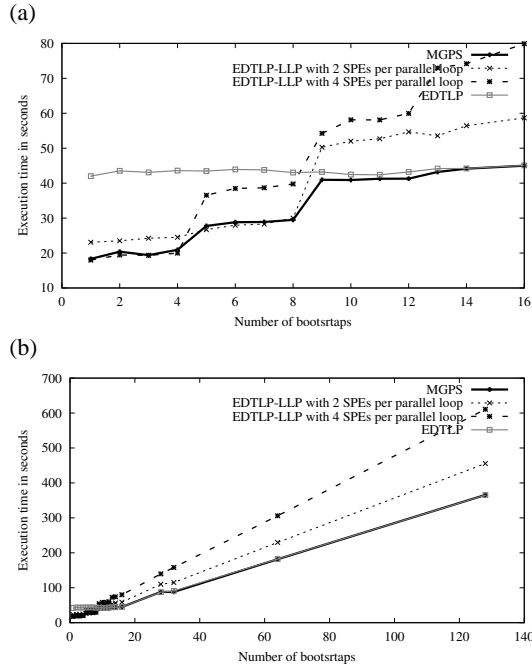 (a)
80
70
60
50
40
30
20
10
0
2
4
6
8
10
12
14
16
Execution time in seconds
Number of bootsrtaps
MGPS
EDTLP-LLP with 2 SPEs per parallel loop
EDTLP-LLP with 4 SPEs per parallel loop
EDTLP
(b)
700
600
500
400
300
200
100
0
0
20
40
60
80
100
120
140
Execution time in seconds
Number of bootsrtaps
MGPS
EDTLP-LLP with 2 SPEs per parallel loop
EDTLP-LLP with 4 SPEs per parallel loop
EDTLP